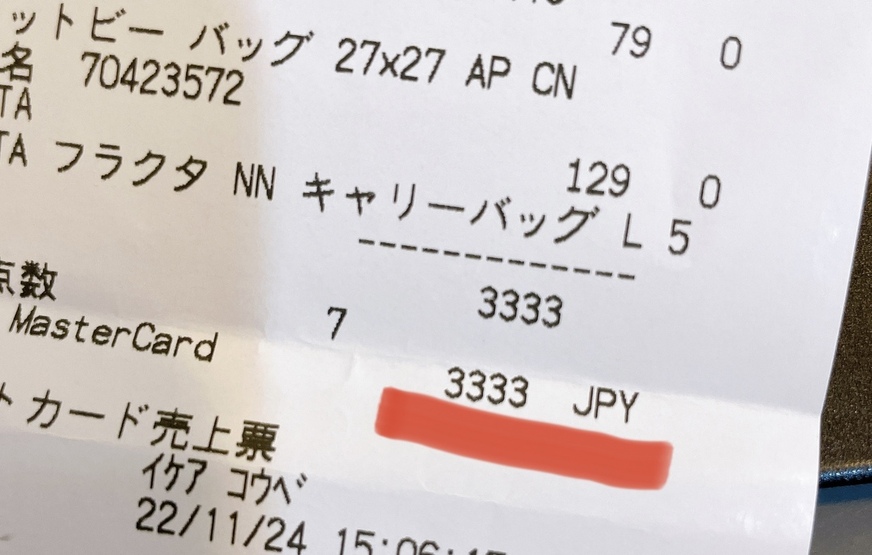 79 0
ットビー バッグ 27x27 AP CN
名 70423572
TA
129 0
TA フラクタ NN キャリーバッグ L 5
--------------
3333
点数 7
MasterCard 3333 JPY
カード売上票
イケア コウベ
22/11/24 15:06